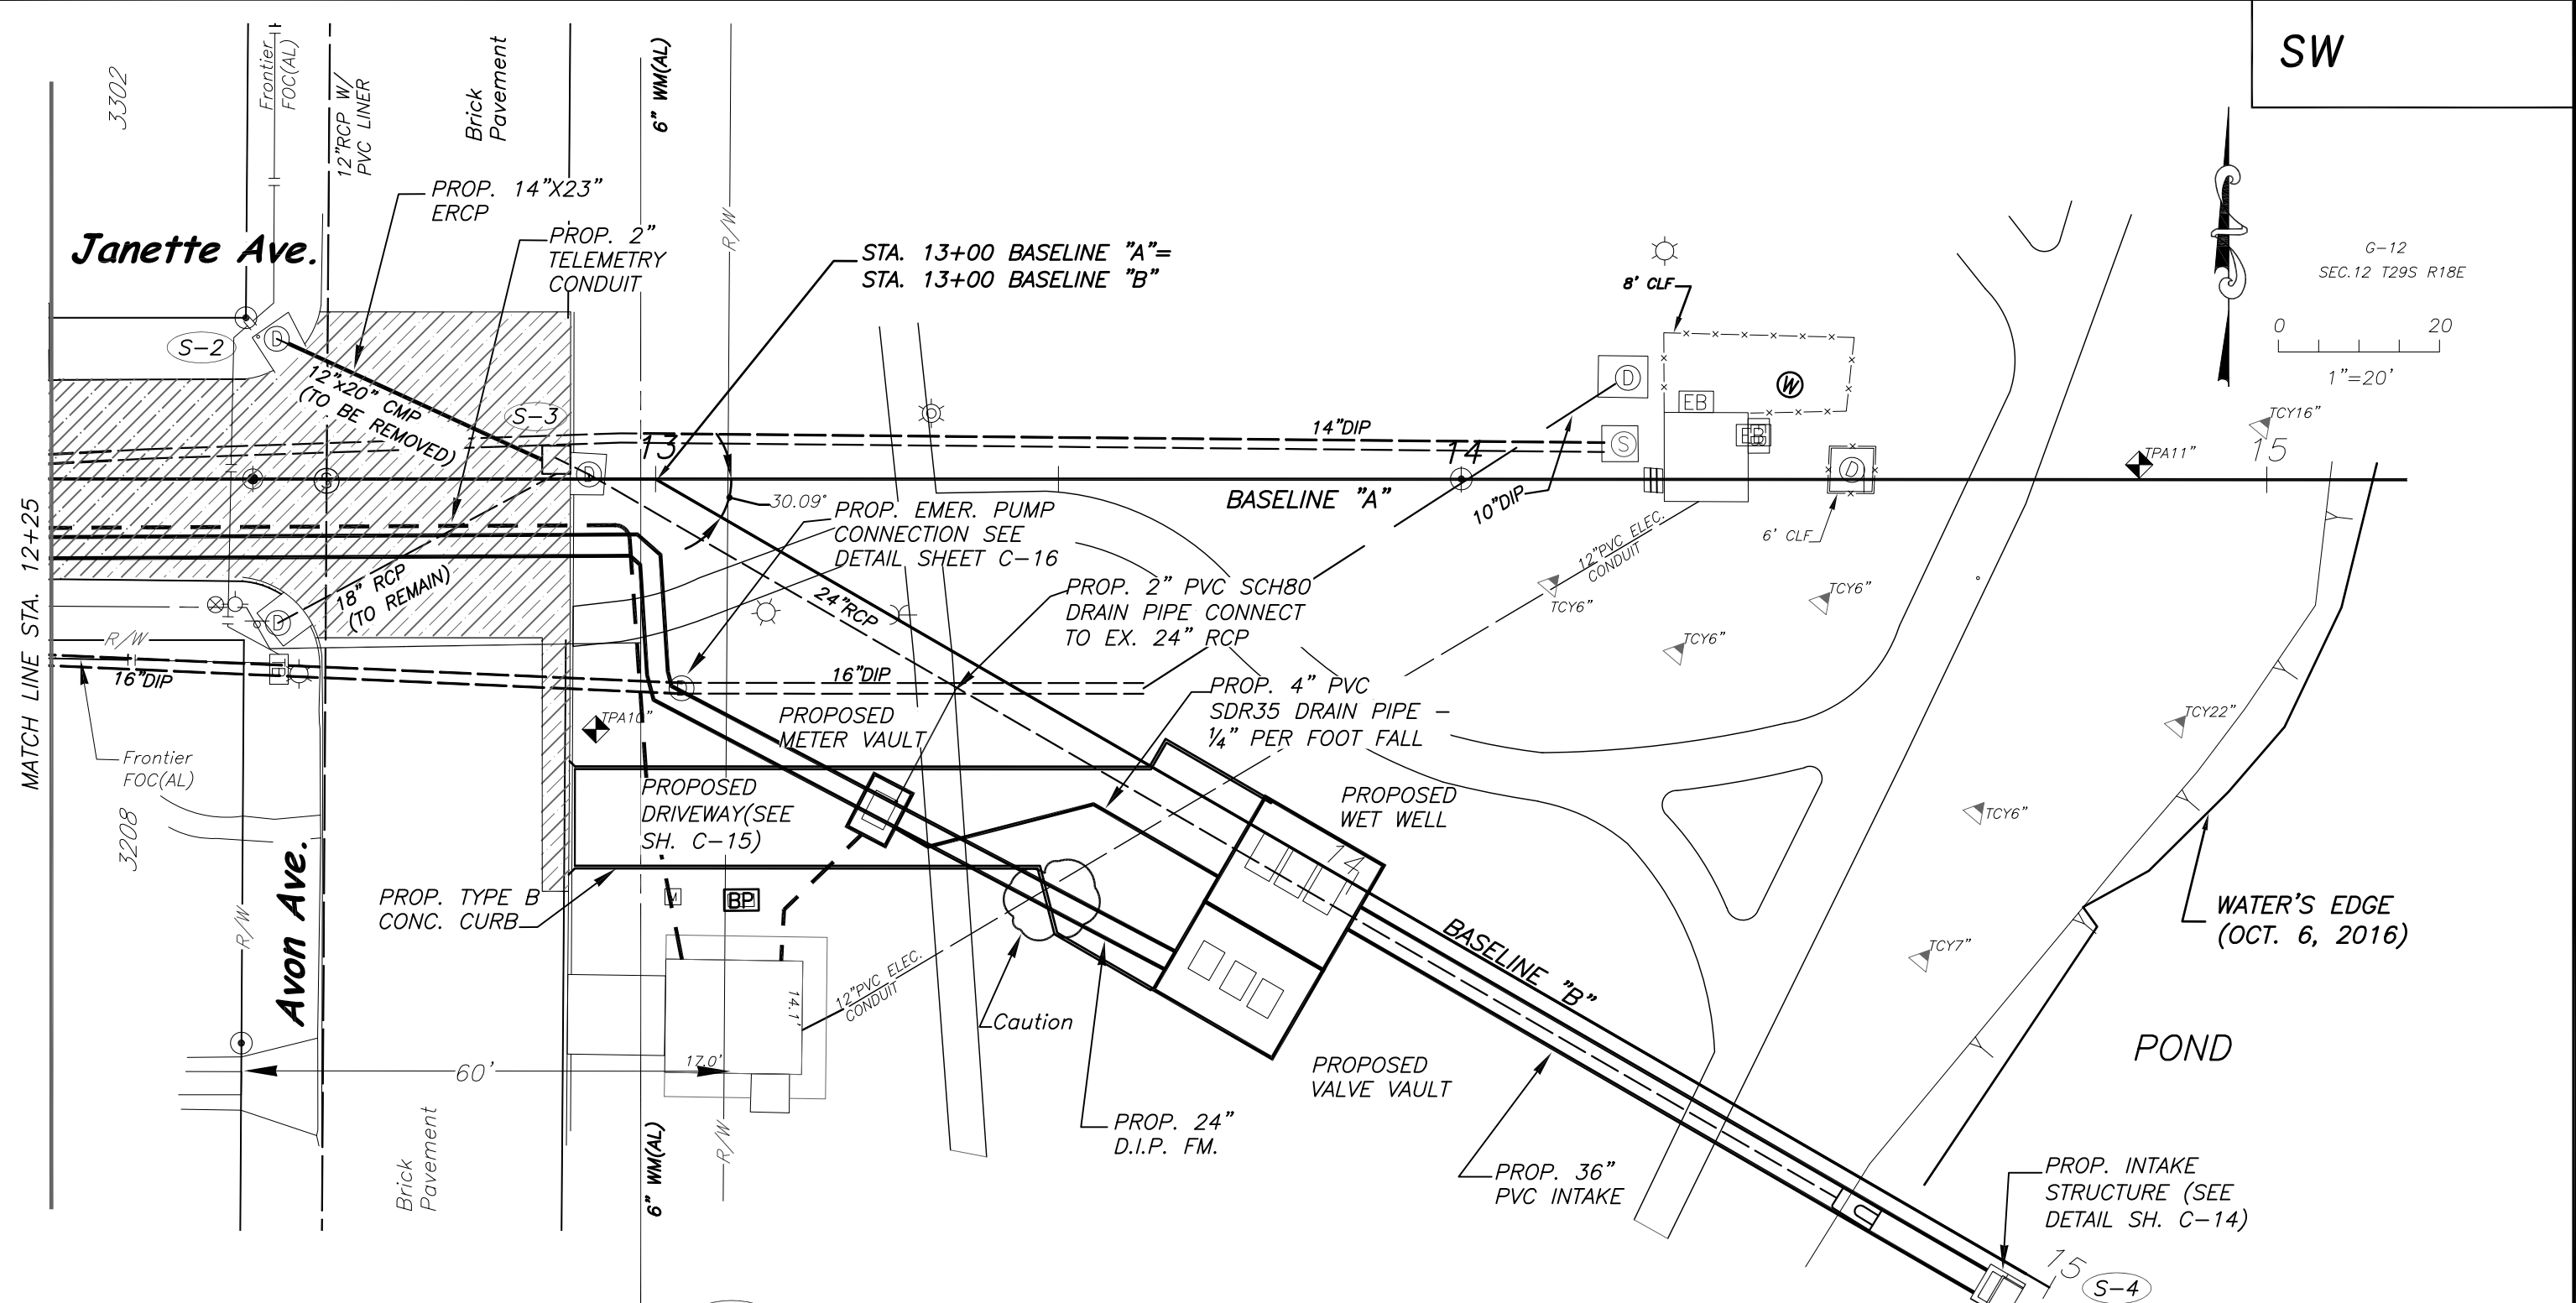 SW
3302
Frontier
FOC(AL)
12"RCP W/
PVC LINER
Brick
Pavement
6" WM(AL)
R/W
PROP. 14"X23"
ERCP
PROP. 2"
TELEMETRY
CONDUIT
Janette Ave.
STA. 13+00 BASELINE "A"=
STA. 13+00 BASELINE "B"
8' CLF
G-12
SEC.12 T29S R18E
0 20
1"=20'
S-2
D
12"x20" CMP
(TO BE REMOVED)
S-3
D
13
14"DIP
14
D
S
EB
W
EB
D
TPA11"
TCY16"
15
S
30.09°
BASELINE "A"
10"DIP
6' CLF
12"PVC ELEC.
CONDUIT
PROP. EMER. PUMP
CONNECTION SEE
DETAIL SHEET C-16
MATCH LINE STA. 12+25
18" RCP
(TO REMAIN)
D
R/W
16"DIP
24"RCP
PROP. 2" PVC SCH80
DRAIN PIPE CONNECT
TO EX. 24" RCP
TCY6"
TCY6"
TCY6"
16"DIP
TPA10"
PROPOSED
METER VAULT
PROP. 4" PVC
SDR35 DRAIN PIPE -
¼" PER FOOT FALL
TCY22"
Frontier
FOC(AL)
3208
PROPOSED
DRIVEWAY(SEE
SH. C-15)
PROPOSED
WET WELL
14
TCY6"
PROP. TYPE B
CONC. CURB
BP
R/W
Avon Ave.
12"PVC ELEC.
CONDUIT
14.1'
17.0'
60'
Caution
BASELINE "B"
TCY7"
WATER'S EDGE
(OCT. 6, 2016)
POND
PROPOSED
VALVE VAULT
PROP. 24"
D.I.P. FM.
Brick
Pavement
6" WM(AL)
R/W
PROP. 36"
PVC INTAKE
PROP. INTAKE
STRUCTURE (SEE
DETAIL SH. C-14)
15
S-4